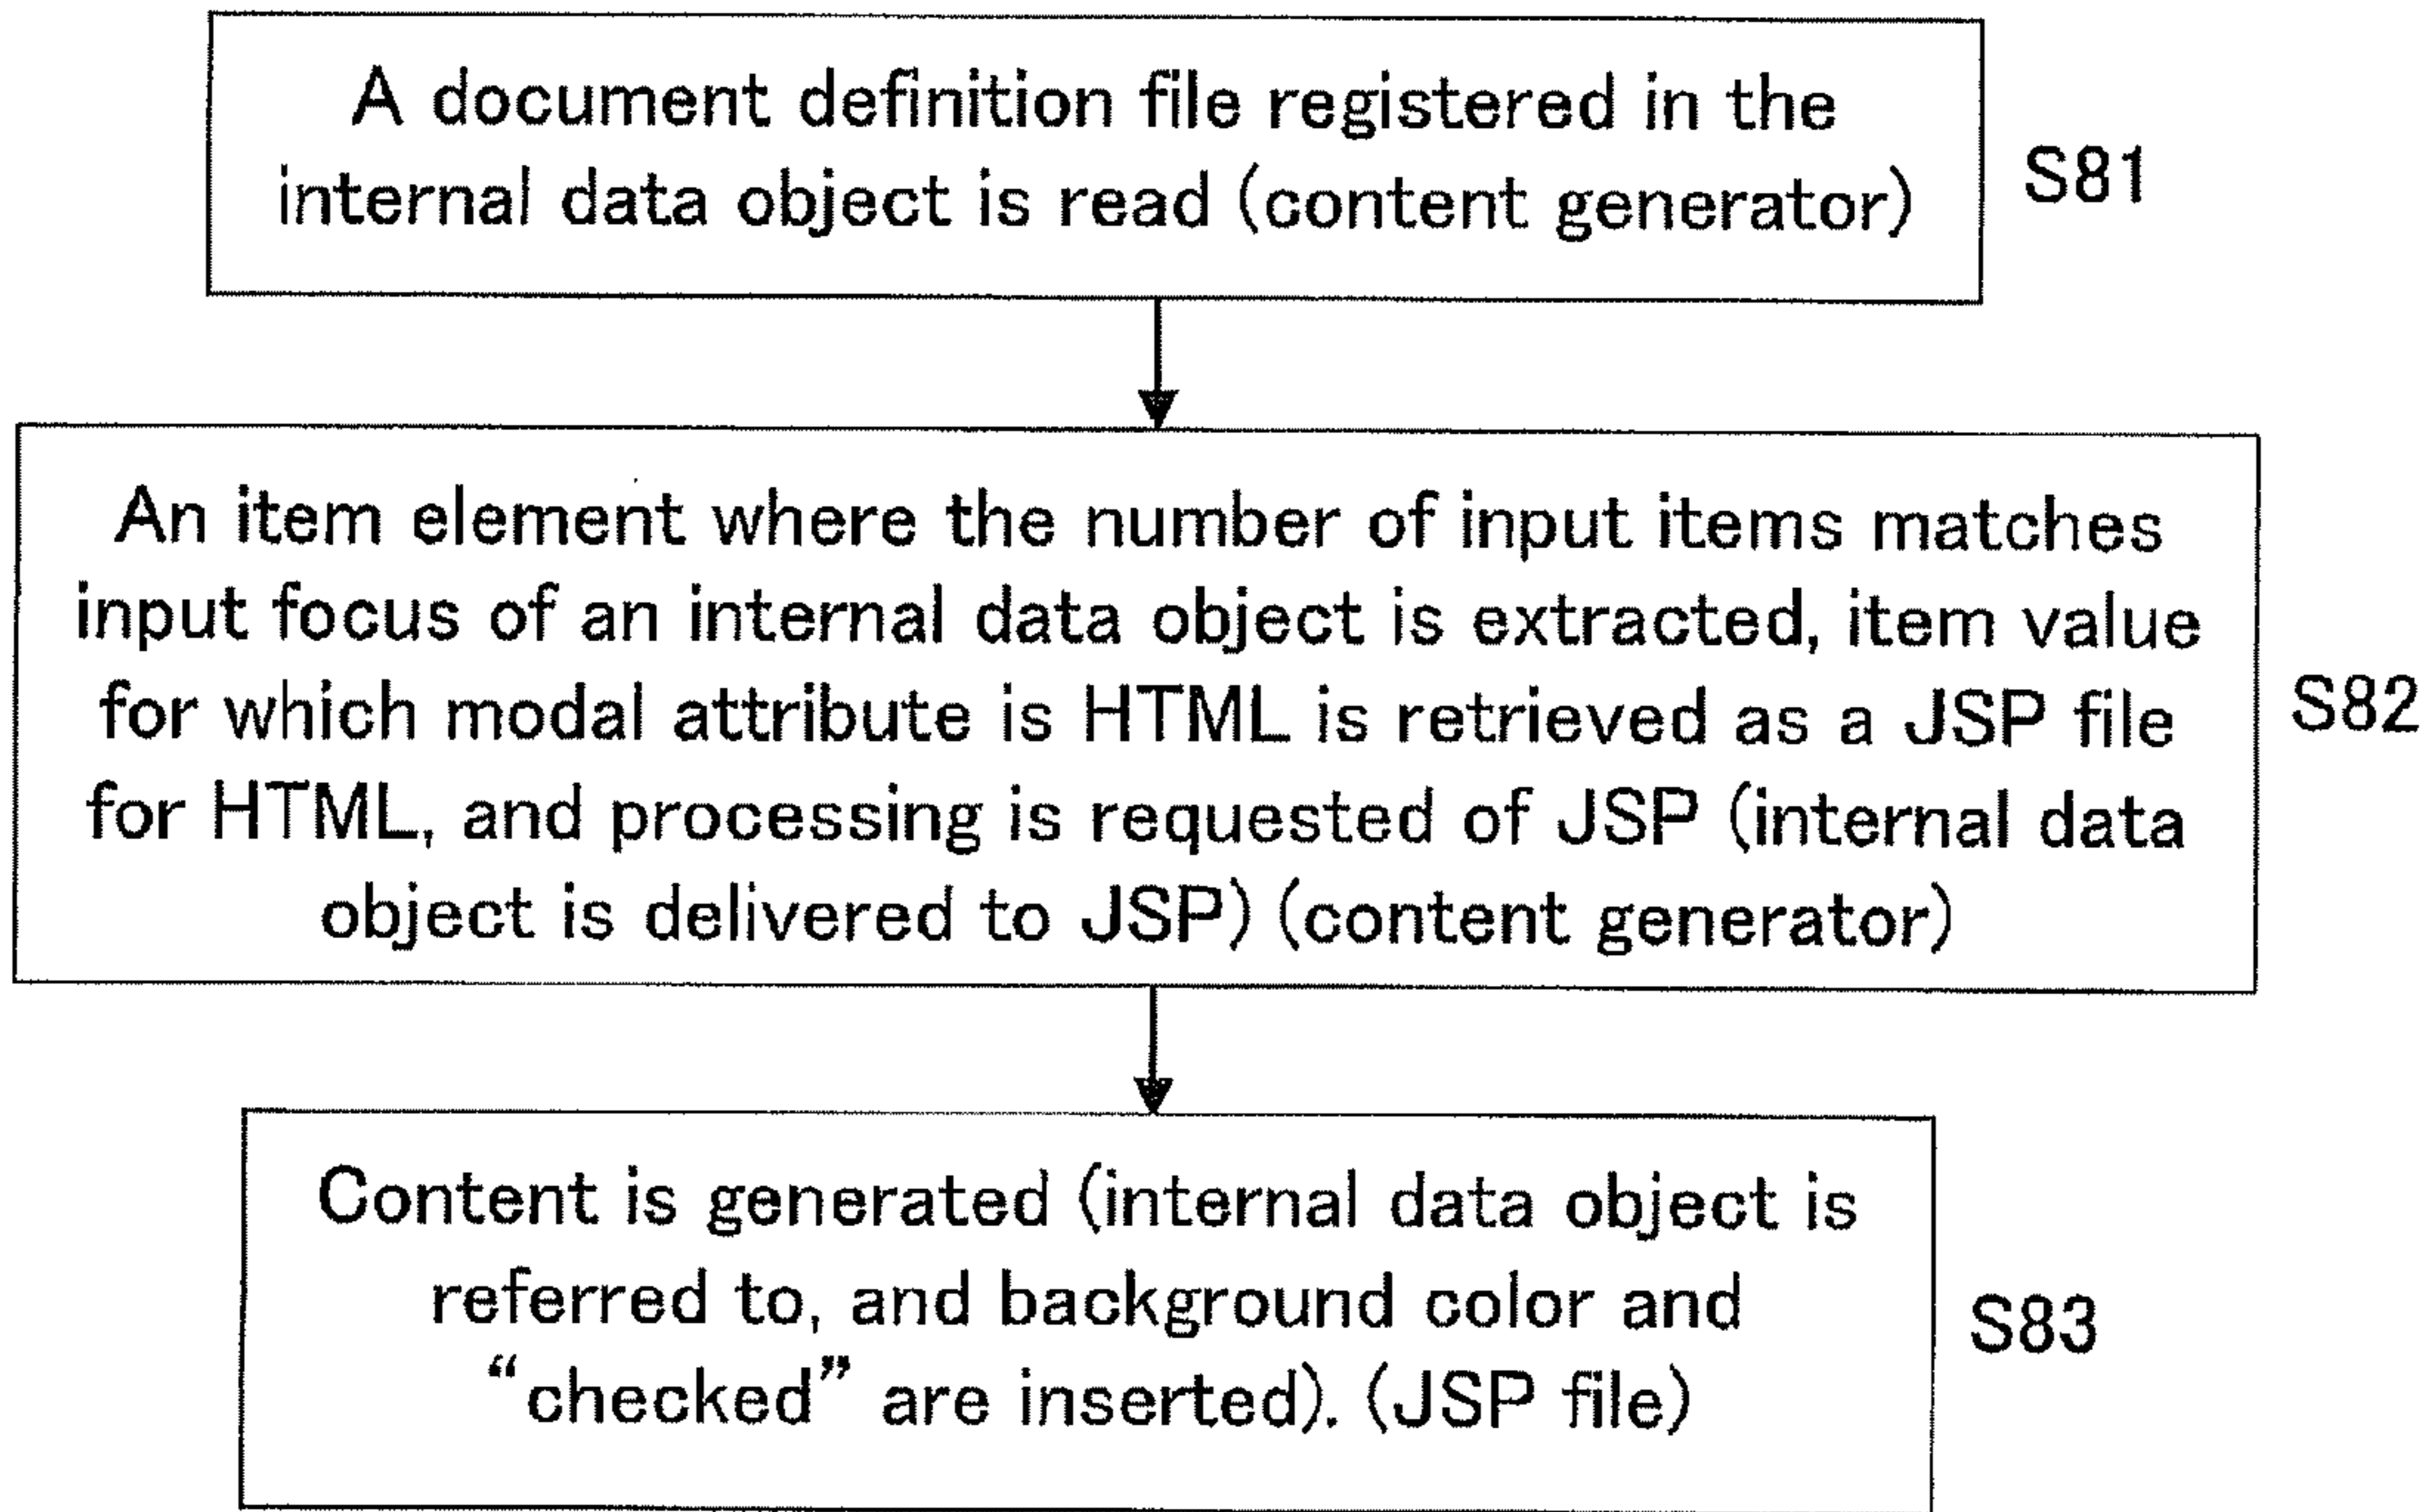 A document definition file registered in the
internal data object is read (content generator)
S81
An item element where the number of input items matches
input focus of an internal data object is extracted, item value
for which modal attribute is HTML is retrieved as a JSP file
for HTML, and processing is requested of JSP (internal data
object is delivered to JSP) (content generator)
S82
Content is generated (internal data object is
referred to, and background color and
“checked” are inserted). (JSP file)
S83